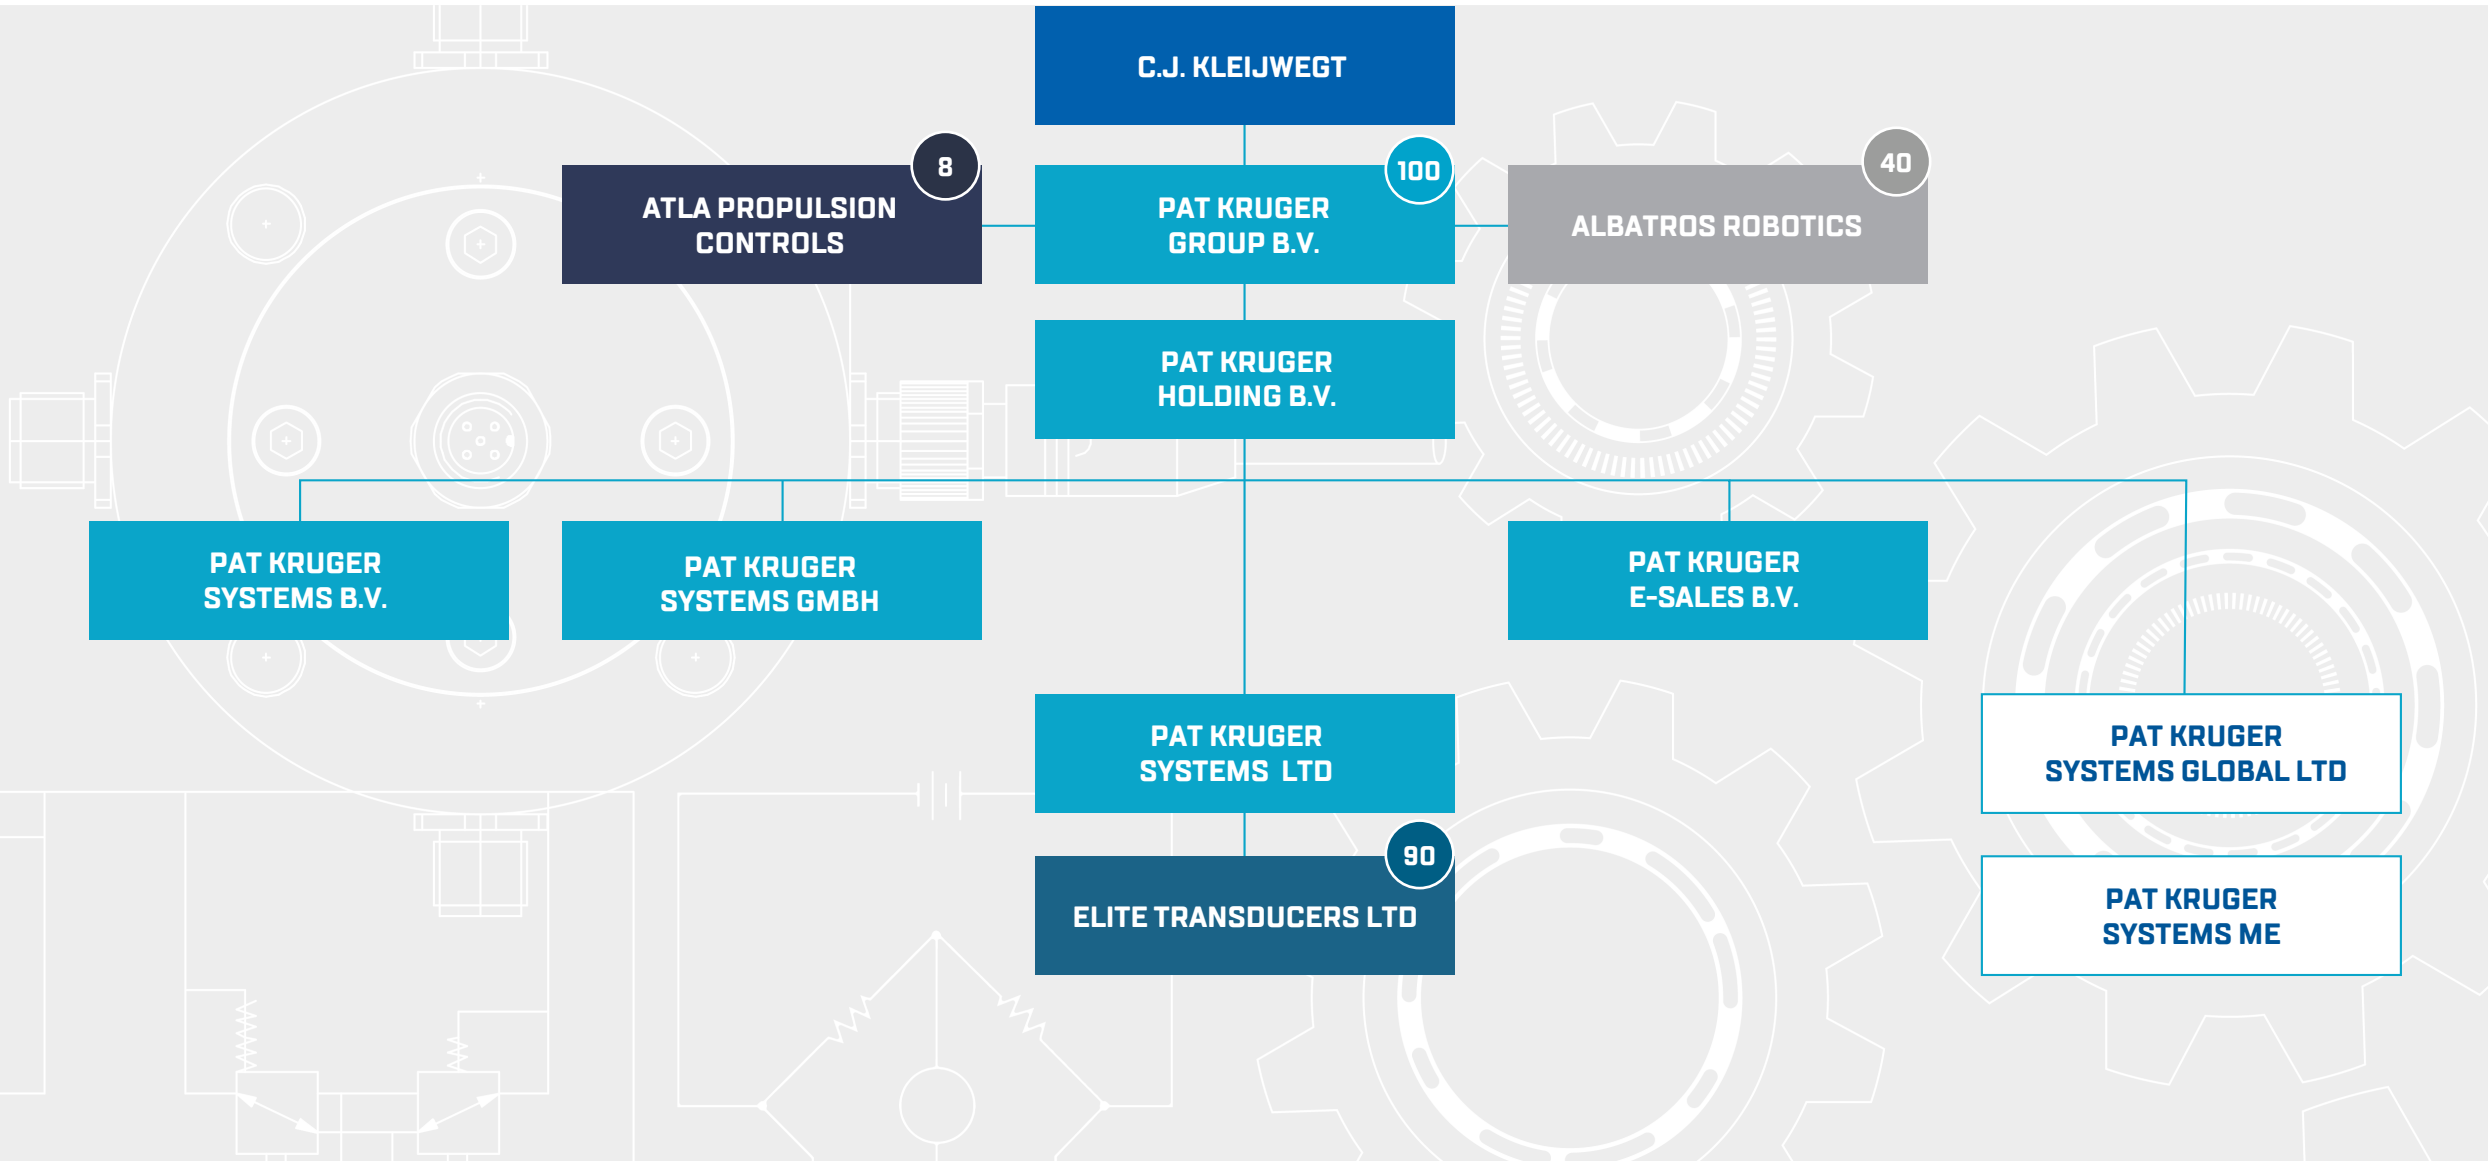 C.J. KLEIJWEGT
8
ATLA PROPULSION
CONTROLS
100
PAT KRUGER
GROUP B.V.
40
ALBATROS ROBOTICS
PAT KRUGER
HOLDING B.V.
PAT KRUGER
SYSTEMS B.V.
PAT KRUGER
SYSTEMS GMBH
PAT KRUGER
E-SALES B.V.
PAT KRUGER
SYSTEMS LTD
PAT KRUGER
SYSTEMS GLOBAL LTD
90
ELITE TRANSDUCERS LTD
PAT KRUGER
SYSTEMS ME